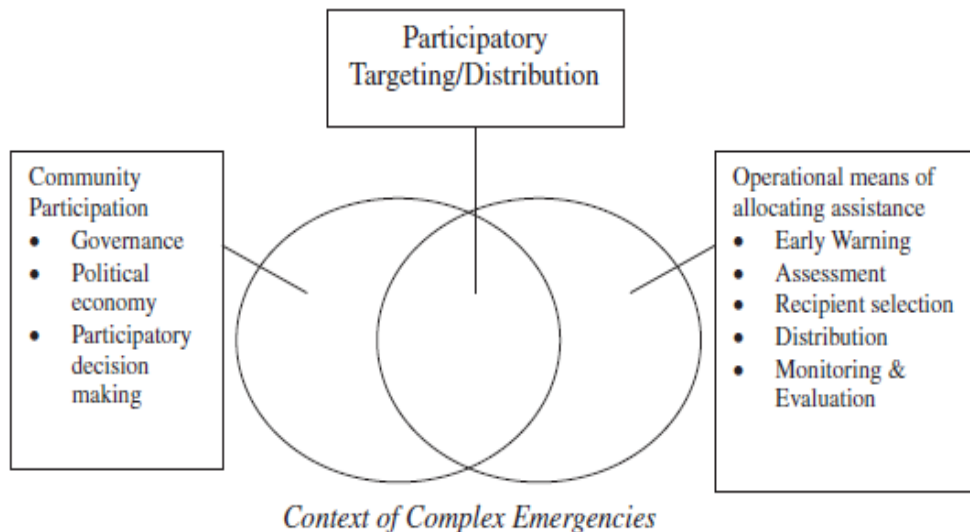 Participatory
Targeting/Distribution
Community
Participation
• Governance
• Political
economy
• Participatory
decision
making
Operational means of
allocating assistance
• Early Warning
• Assessment
• Recipient selection
• Distribution
• Monitoring &
Evaluation
Context of Complex Emergencies